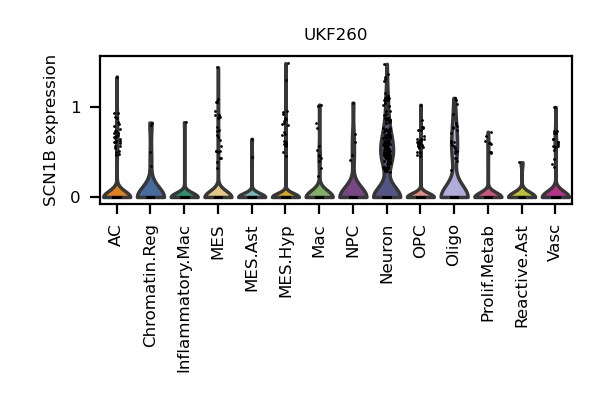 UKF260
SCN1B expression
1
0
AC
Chromatin.Reg
Inflammatory.Mac
MES
MES.Ast
MES.Hyp
Mac
NPC
Neuron
OPC
Oligo
Prolif.Metab
Reactive.Ast
Vasc